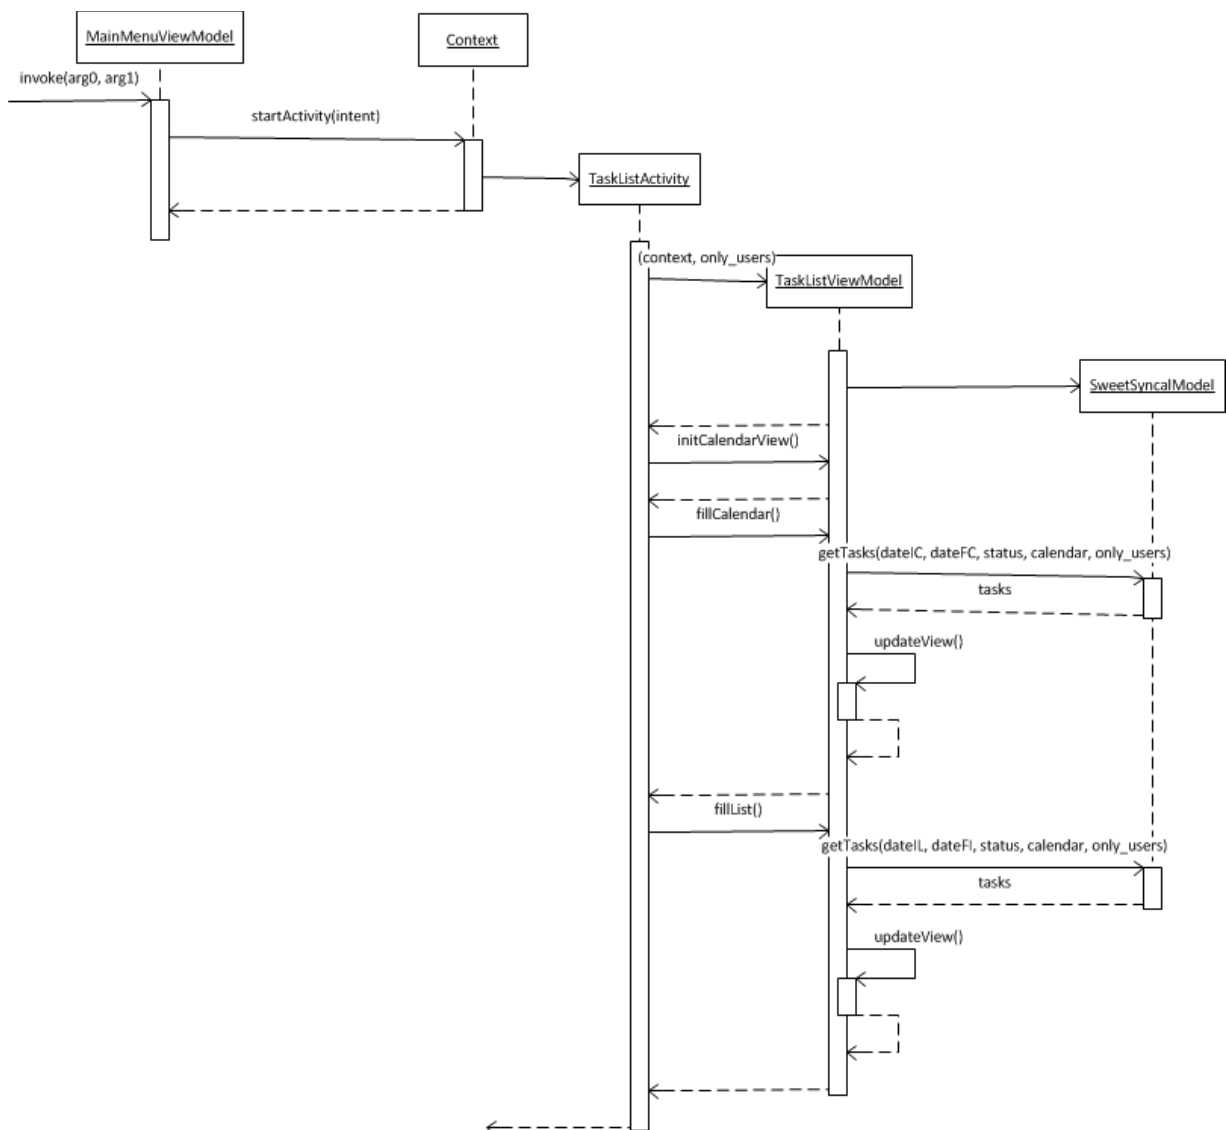 MainMenuViewModel
Context
invoke(arg0, arg1)
startActivity(intent)
TaskListActivity
(context, only_users)
TaskListViewModel
SweetSyncalModel
initCalendarView()
fillCalendar()
getTasks(dateIC, dateFC, status, calendar, only_users)
tasks
updateView()
fillList()
getTasks(dateIL, dateFI, status, calendar, only_users)
tasks
updateView()